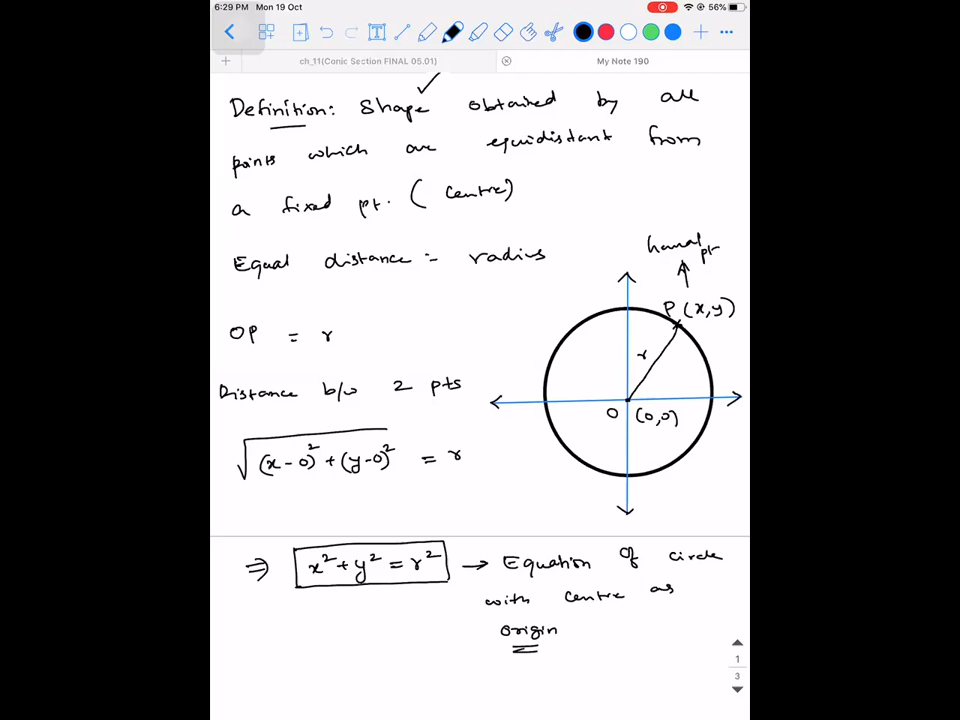 6:29 PM Mon 19 Oct
56%
ch_11(Conic Section FINAL 05.01)
My Note 190
Definition: Shape obtained by all
points which are equidistant from
a fixed pt. (centre)
Equal distance = radius
pt
P (x,y)
OP = r
r
Distance b/w 2 pts
O (0,0)
√(x-0)² + (y-0)² = r
⇒ x² + y² = r² → Equation of circle
with centre as
origin
1
3